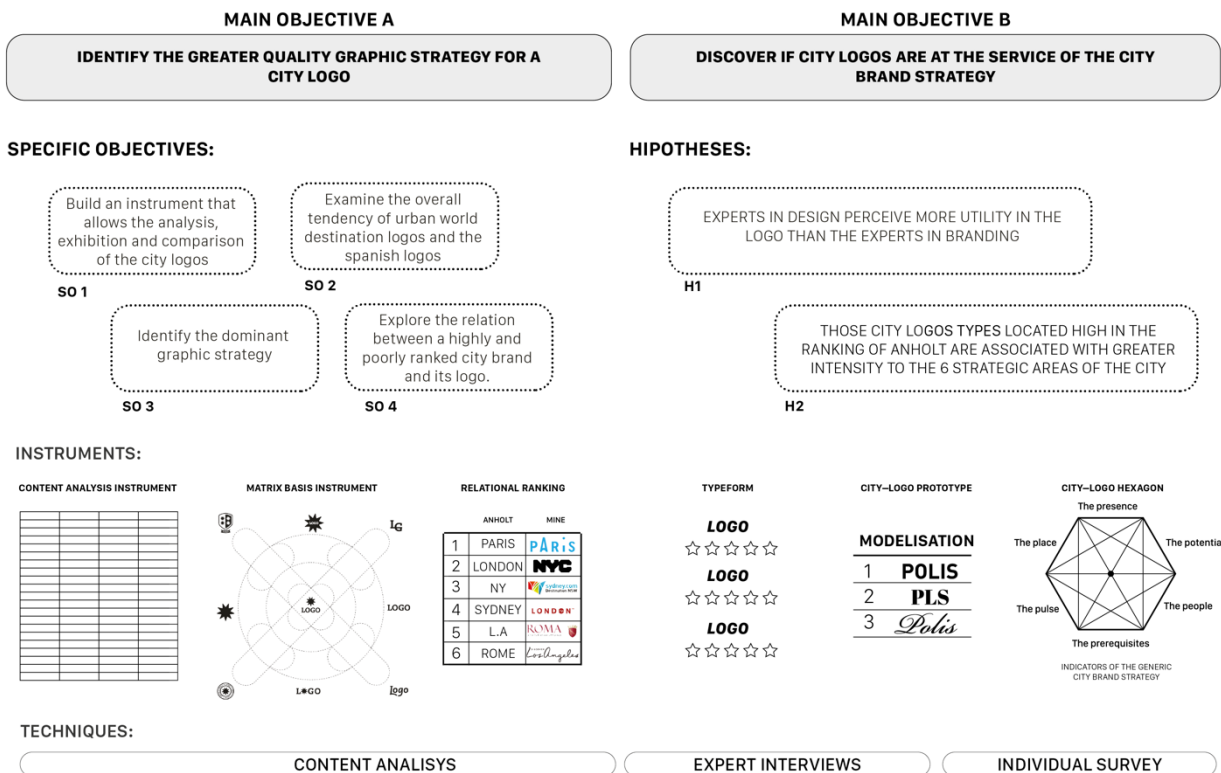 MAIN OBJECTIVE A
IDENTIFY THE GREATER QUALITY GRAPHIC STRATEGY FOR A
CITY LOGO
MAIN OBJECTIVE B
DISCOVER IF CITY LOGOS ARE AT THE SERVICE OF THE CITY
BRAND STRATEGY
SPECIFIC OBJECTIVES:
Build an instrument that
allows the analysis,
exhibition and comparison
of the city logos
SO 1
Examine the overall
tendency of urban world
destination logos and the
spanish logos
SO 2
Identify the dominant
graphic strategy
SO 3
Explore the relation
between a highly and
poorly ranked city brand
and its logo.
SO 4
HIPOTHESES:
EXPERTS IN DESIGN PERCEIVE MORE UTILITY IN THE
LOGO THAN THE EXPERTS IN BRANDING
H1
THOSE CITY LOGOS TYPES LOCATED HIGH IN THE
RANKING OF ANHOLT ARE ASSOCIATED WITH GREATER
INTENSITY TO THE 6 STRATEGIC AREAS OF THE CITY
H2
INSTRUMENTS:
CONTENT ANALYSIS INSTRUMENT
MATRIX BASIS INSTRUMENT
LG
LOGO
LOGO
LOGO
logo
RELATIONAL RANKING
ANHOLT MINE
1 PARIS PARIS
2 LONDON NYC
3 NY sydney.com
4 SYDNEY LONDON
5 L.A ROMA
6 ROME Los Angeles
TYPEFORM
LOGO
LOGO
LOGO
CITY–LOGO PROTOTYPE
MODELISATION
1 POLIS
2 PLS
3 Polis
CITY–LOGO HEXAGON
The presence
The place
The potentia
The pulse
The people
The prerequisites
INDICATORS OF THE GENERIC
CITY BRAND STRATEGY
TECHNIQUES:
CONTENT ANALISYS
EXPERT INTERVIEWS
INDIVIDUAL SURVEY